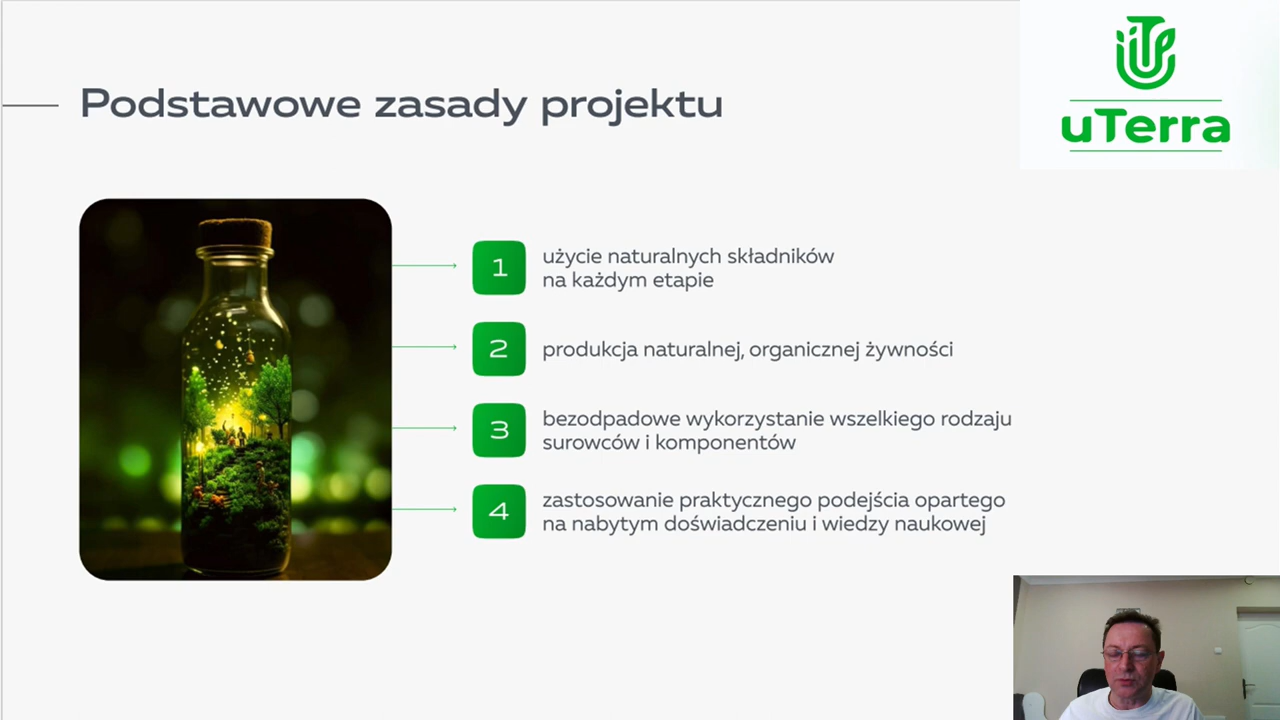 Podstawowe zasady projektu
uTerra
1
użycie naturalnych składników
na każdym etapie
2
produkcja naturalnej, organicznej żywności
3
bezodpadowe wykorzystanie wszelkiego rodzaju
surowców i komponentów
4
zastosowanie praktycznego podejścia opartego
na nabytym doświadczeniu i wiedzy naukowej